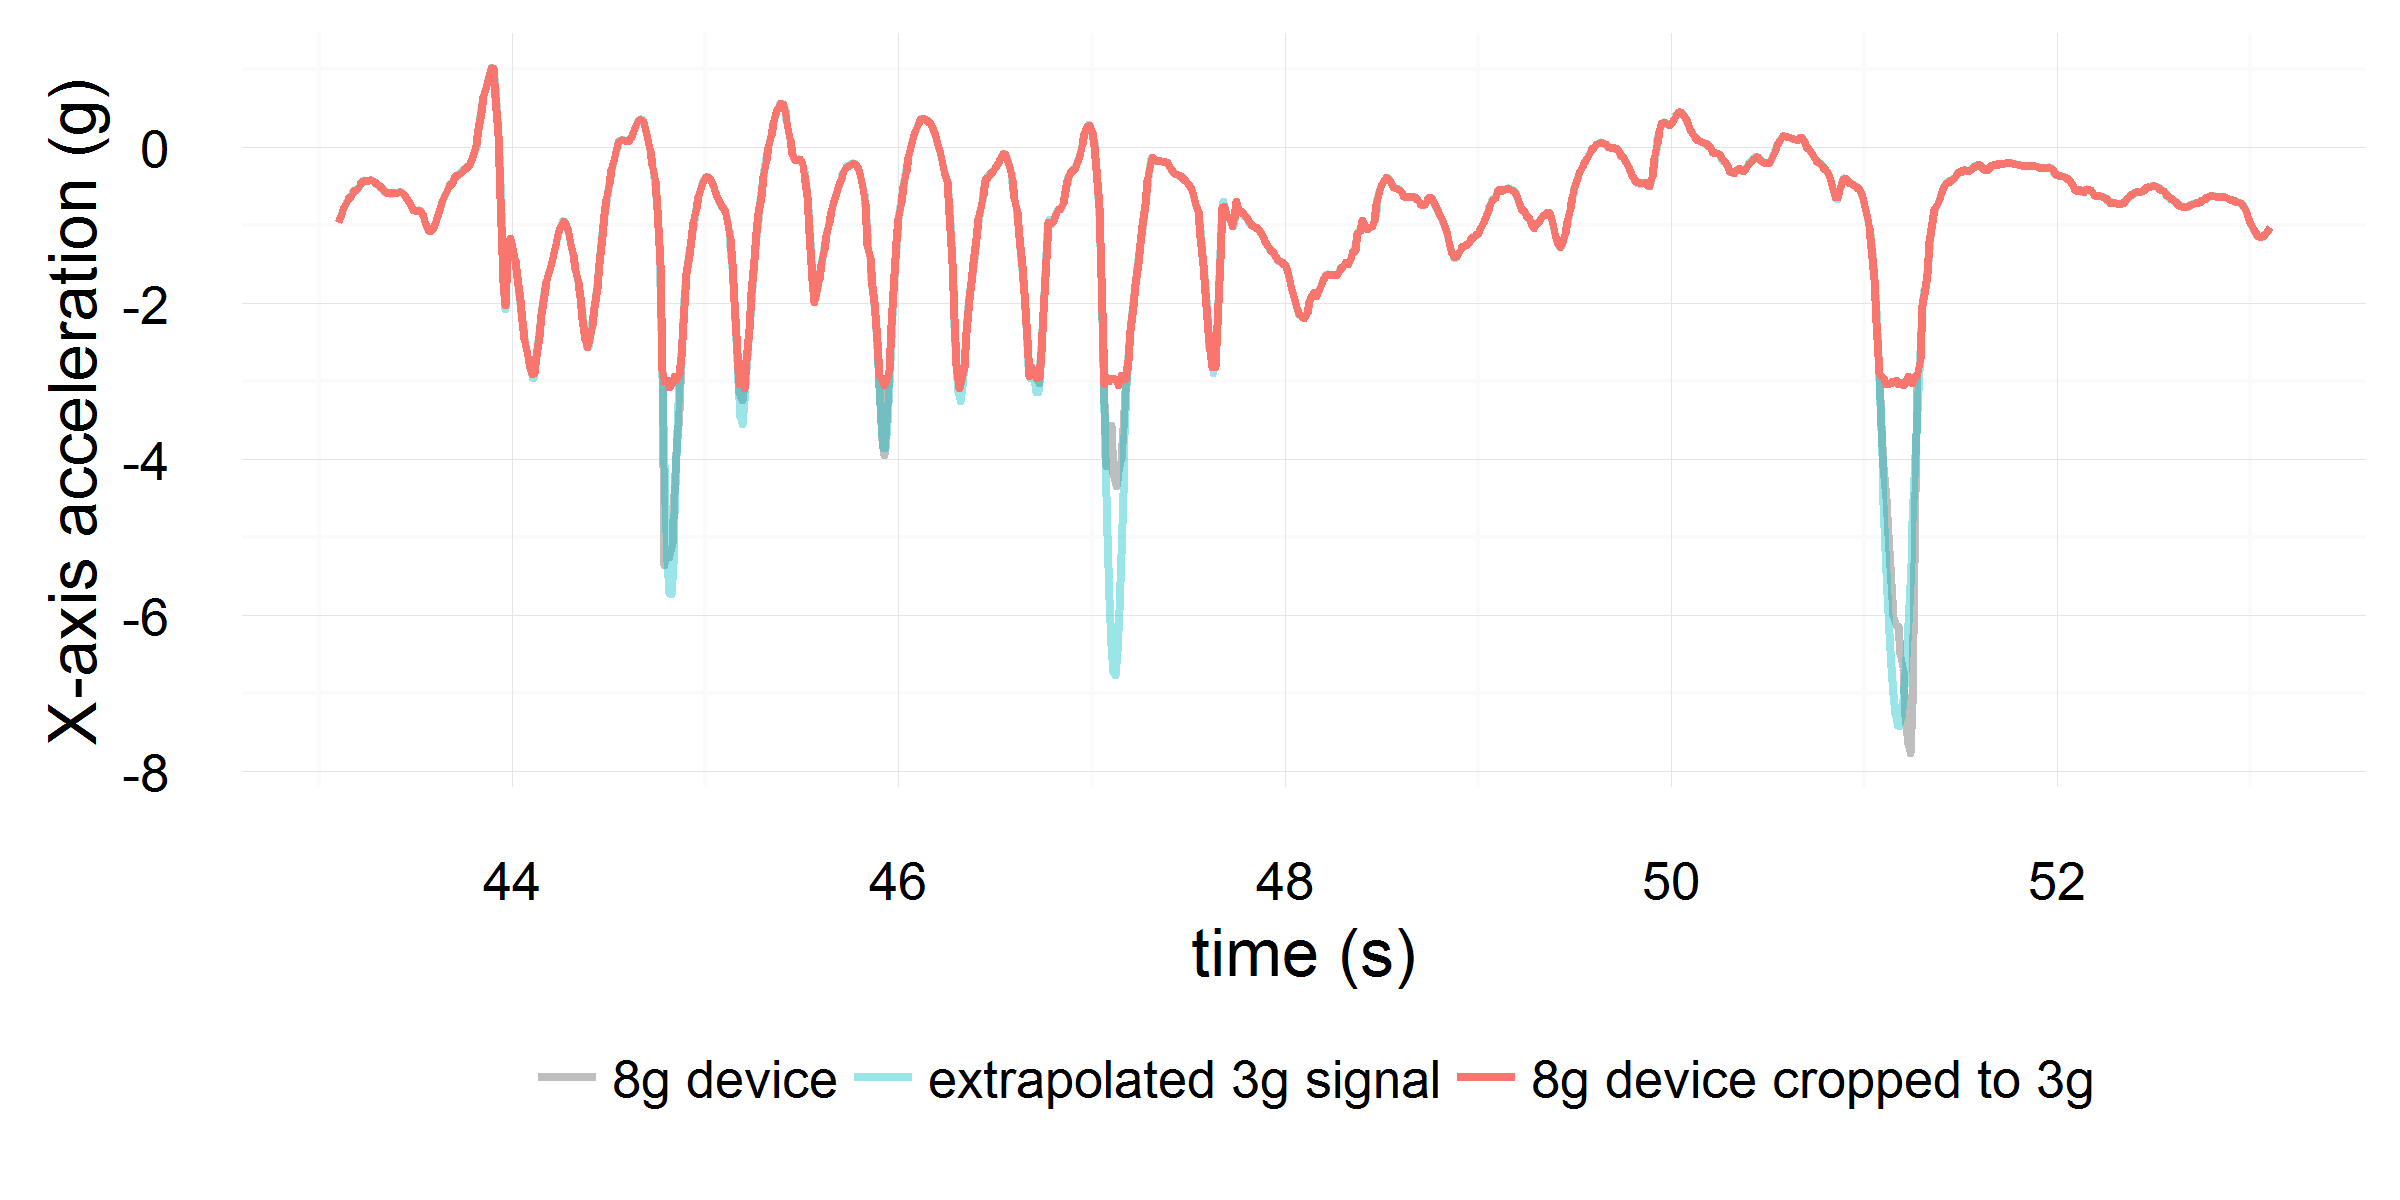 X-axis acceleration (g)
0
-2
-4
-6
-8
44 46 48 50 52
time (s)
8g device extrapolated 3g signal 8g device cropped to 3g